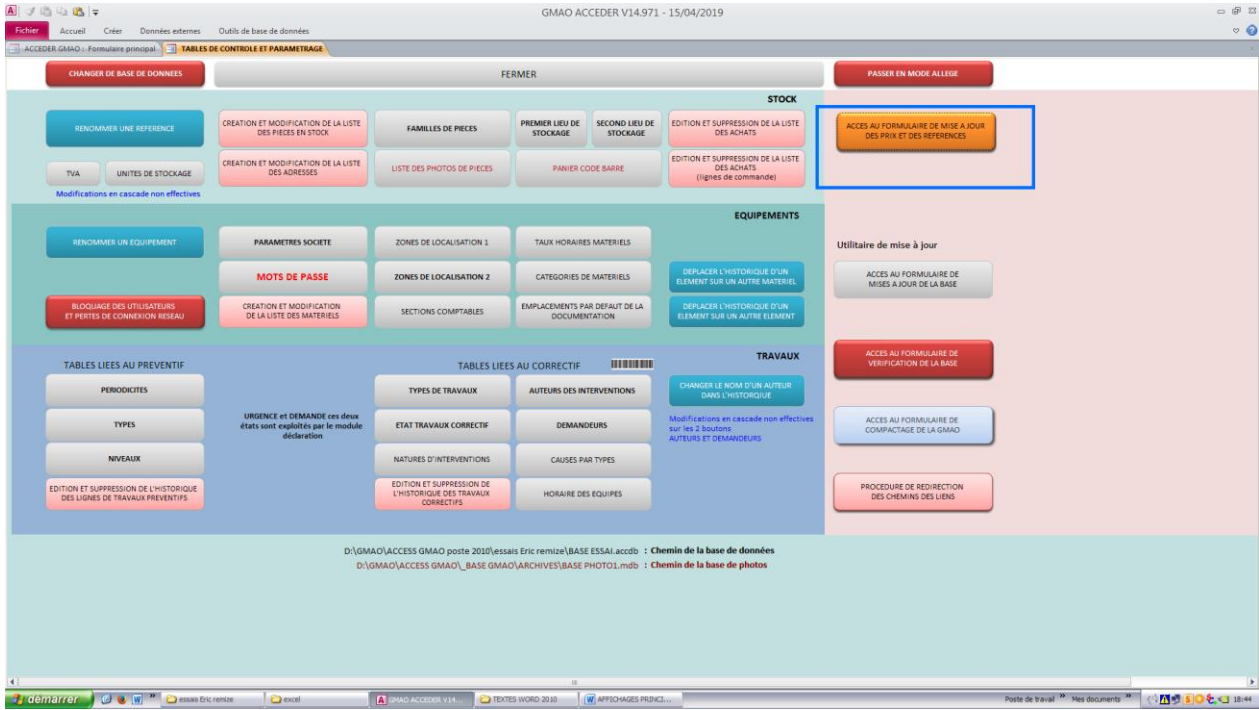 GMAO ACCEDER V14.971 - 15/04/2019
Fichier Accueil Créer Données externes Outils de base de données
ACCEDER GMAO : Formulaire principal TABLES DE CONTROLE ET PARAMETRAGE
CHANGER DE BASE DE DONNEES
FERMER
PASSER EN MODE ALLEGE
STOCK
RENOMMER UNE REFERENCE
CREATION ET MODIFICATION DE LA LISTE
DES PIECES EN STOCK
FAMILLES DE PIECES
PREMIER LIEU DE
STOCKAGE
SECOND LIEU DE
STOCKAGE
EDITION ET SUPPRESSION DE LA LISTE
DES ACHATS
ACCES AU FORMULAIRE DE MISE A JOUR
DES PRIX ET DES REFERENCES
TVA
UNITES DE STOCKAGE
CREATION ET MODIFICATION DE LA LISTE
DES ADRESSES
LISTE DES PHOTOS DE PIECES
PANIER CODE BARRE
EDITION ET SUPPRESSION DE LA LISTE
DES ACHATS
(lignes de commande)
Modifications en cascade non effectives
EQUIPEMENTS
RENOMMER UN EQUIPEMENT
PARAMETRES SOCIETE
ZONES DE LOCALISATION 1
TAUX HORAIRES MATERIELS
Utilitaire de mise à jour
MOTS DE PASSE
ZONES DE LOCALISATION 2
CATEGORIES DE MATERIELS
DEPLACER L'HISTORIQUE D'UN
ELEMENT SUR UN AUTRE MATERIEL
ACCES AU FORMULAIRE DE
MISES A JOUR DE LA BASE
BLOQUAGE DES UTILISATEURS
ET PERTES DE CONNEXION RESEAU
CREATION ET MODIFICATION
DE LA LISTE DES MATERIELS
SECTIONS COMPTABLES
EMPLACEMENTS PAR DEFAUT DE LA
DOCUMENTATION
DEPLACER L'HISTORIQUE D'UN
ELEMENT SUR UN AUTRE ELEMENT
TRAVAUX
TABLES LIEES AU PREVENTIF
TABLES LIEES AU CORRECTIF
ACCES AU FORMULAIRE DE
VERIFICATION DE LA BASE
PERIODICITES
TYPES DE TRAVAUX
AUTEURS DES INTERVENTIONS
CHANGER LE NOM D'UN AUTEUR
DANS L'HISTORQIUE
TYPES
URGENCE et DEMANDE ces deux
états sont exploités par le module
déclaration
ETAT TRAVAUX CORRECTIF
DEMANDEURS
Modifications en cascade non effectives
sur les 2 boutons
AUTEURS ET DEMANDEURS
ACCES AU FORMULAIRE DE
COMPACTAGE DE LA GMAO
NIVEAUX
NATURES D'INTERVENTIONS
CAUSES PAR TYPES
EDITION ET SUPPRESSION DE L'HISTORIQUE
DES LIGNES DE TRAVAUX PREVENTIFS
EDITION ET SUPPRESSION DE
L'HISTORIQUE DES TRAVAUX
CORRECTIFS
HORAIRE DES EQUIPES
PROCEDURE DE REDIRECTION
DES CHEMINS DES LIENS
D:\GMAO\ACCESS GMAO poste 2010\essais Eric remize\BASE ESSAI.accdb : Chemin de la base de données
D:\GMAO\ACCESS GMAO\_BASE GMAO\ARCHIVES\BASE PHOTO1.mdb : Chemin de la base de photos
démarrer essais Eric remize excel GMAO ACCEDER V14.... TEXTES WORD 2010 AFFICHAGES PRINCI... Poste de travail Mes documents 18:44